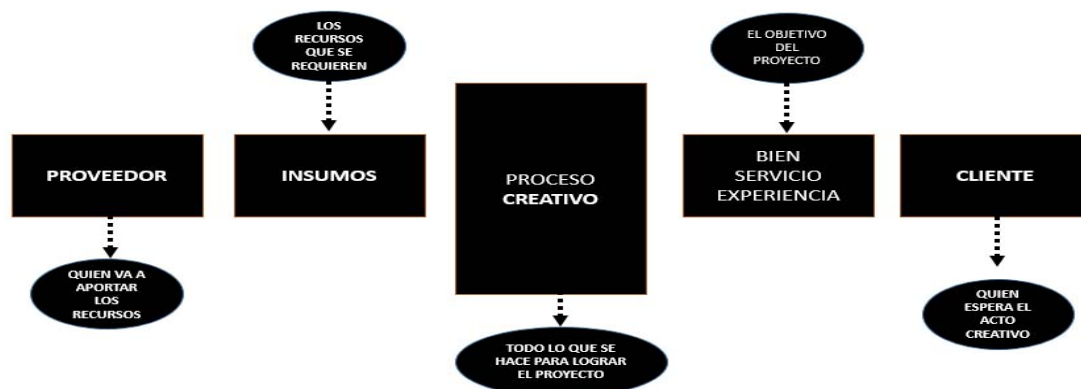 LOS
RECURSOS
QUE SE
REQUIEREN
EL OBJETIVO
DEL
PROYECTO
PROVEEDOR
INSUMOS
PROCESO
CREATIVO
BIEN
SERVICIO
EXPERIENCIA
CLIENTE
QUIEN VA A
APORTAR
LOS
RECURSOS
TODO LO QUE SE
HACE PARA LOGRAR
EL PROYECTO
QUIEN
ESPERA EL
ACTO
CREATIVO